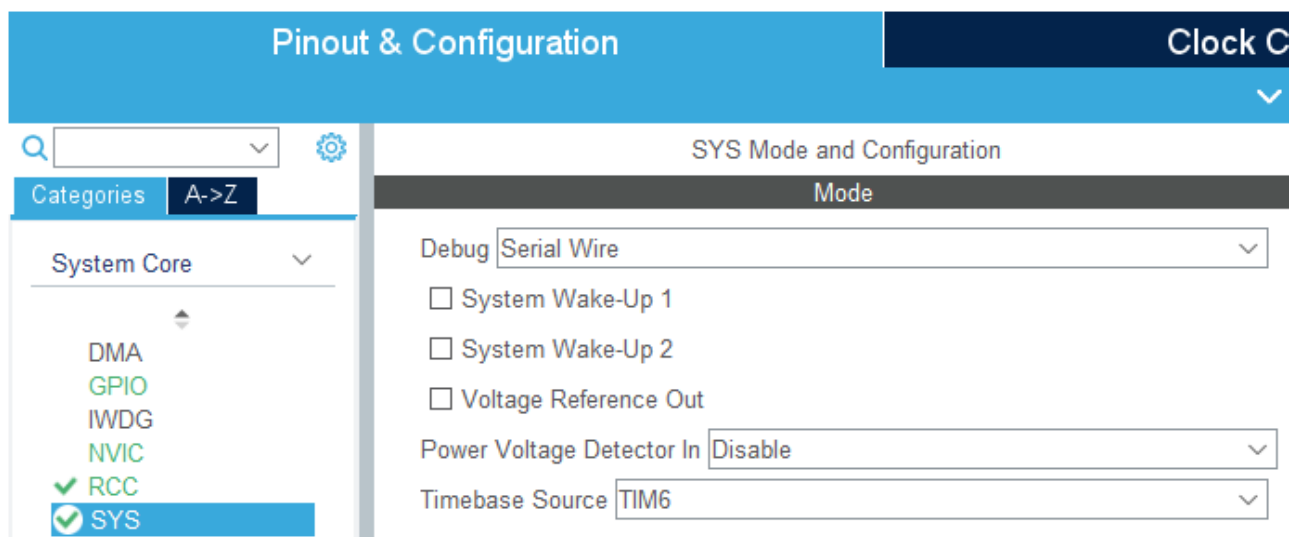 Pinout & Configuration
Clock C
SYS Mode and Configuration
Categories
A->Z
Mode
System Core
DMA
GPIO
IWDG
NVIC
RCC
SYS
Debug Serial Wire
System Wake-Up 1
System Wake-Up 2
Voltage Reference Out
Power Voltage Detector In Disable
Timebase Source TIM6